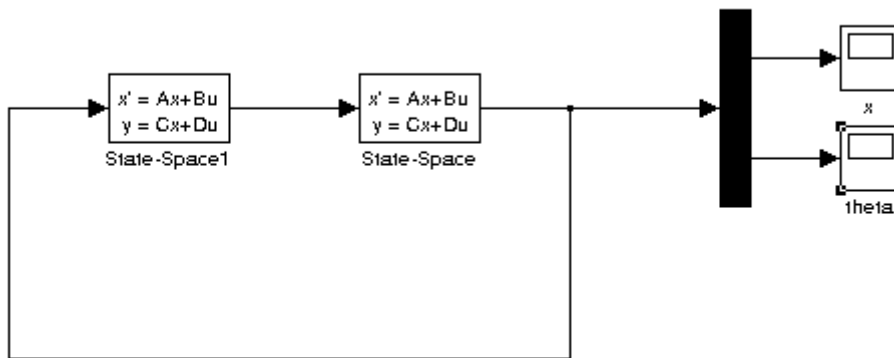 x' = Ax+Bu
y = Cx+Du
State-Space1
x' = Ax+Bu
y = Cx+Du
State-Space
x
theta